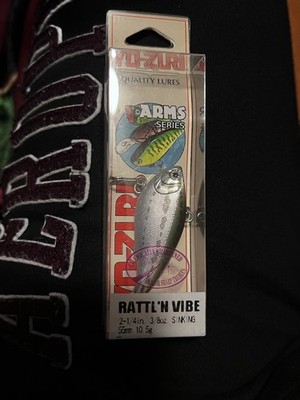 YO-ZURI
QUALITY LURES
ARMS
SERIES
YO-ZURI
RATTL'N VIBE
2-1/4in 3/8oz SINKING
55mm 10.5g